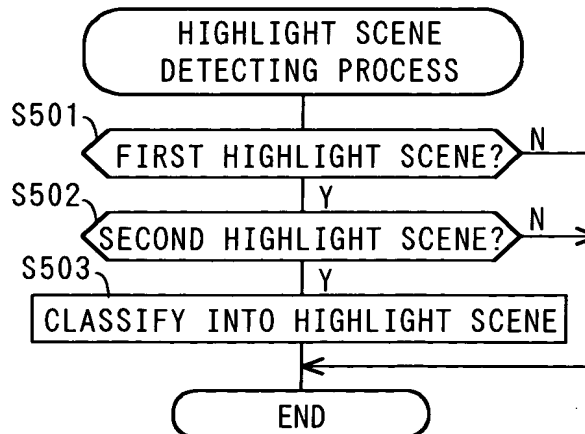 HIGHLIGHT SCENE
DETECTING PROCESS
S501
FIRST HIGHLIGHT SCENE?
N
Y
S502
SECOND HIGHLIGHT SCENE?
N
Y
S503
CLASSIFY INTO HIGHLIGHT SCENE
END